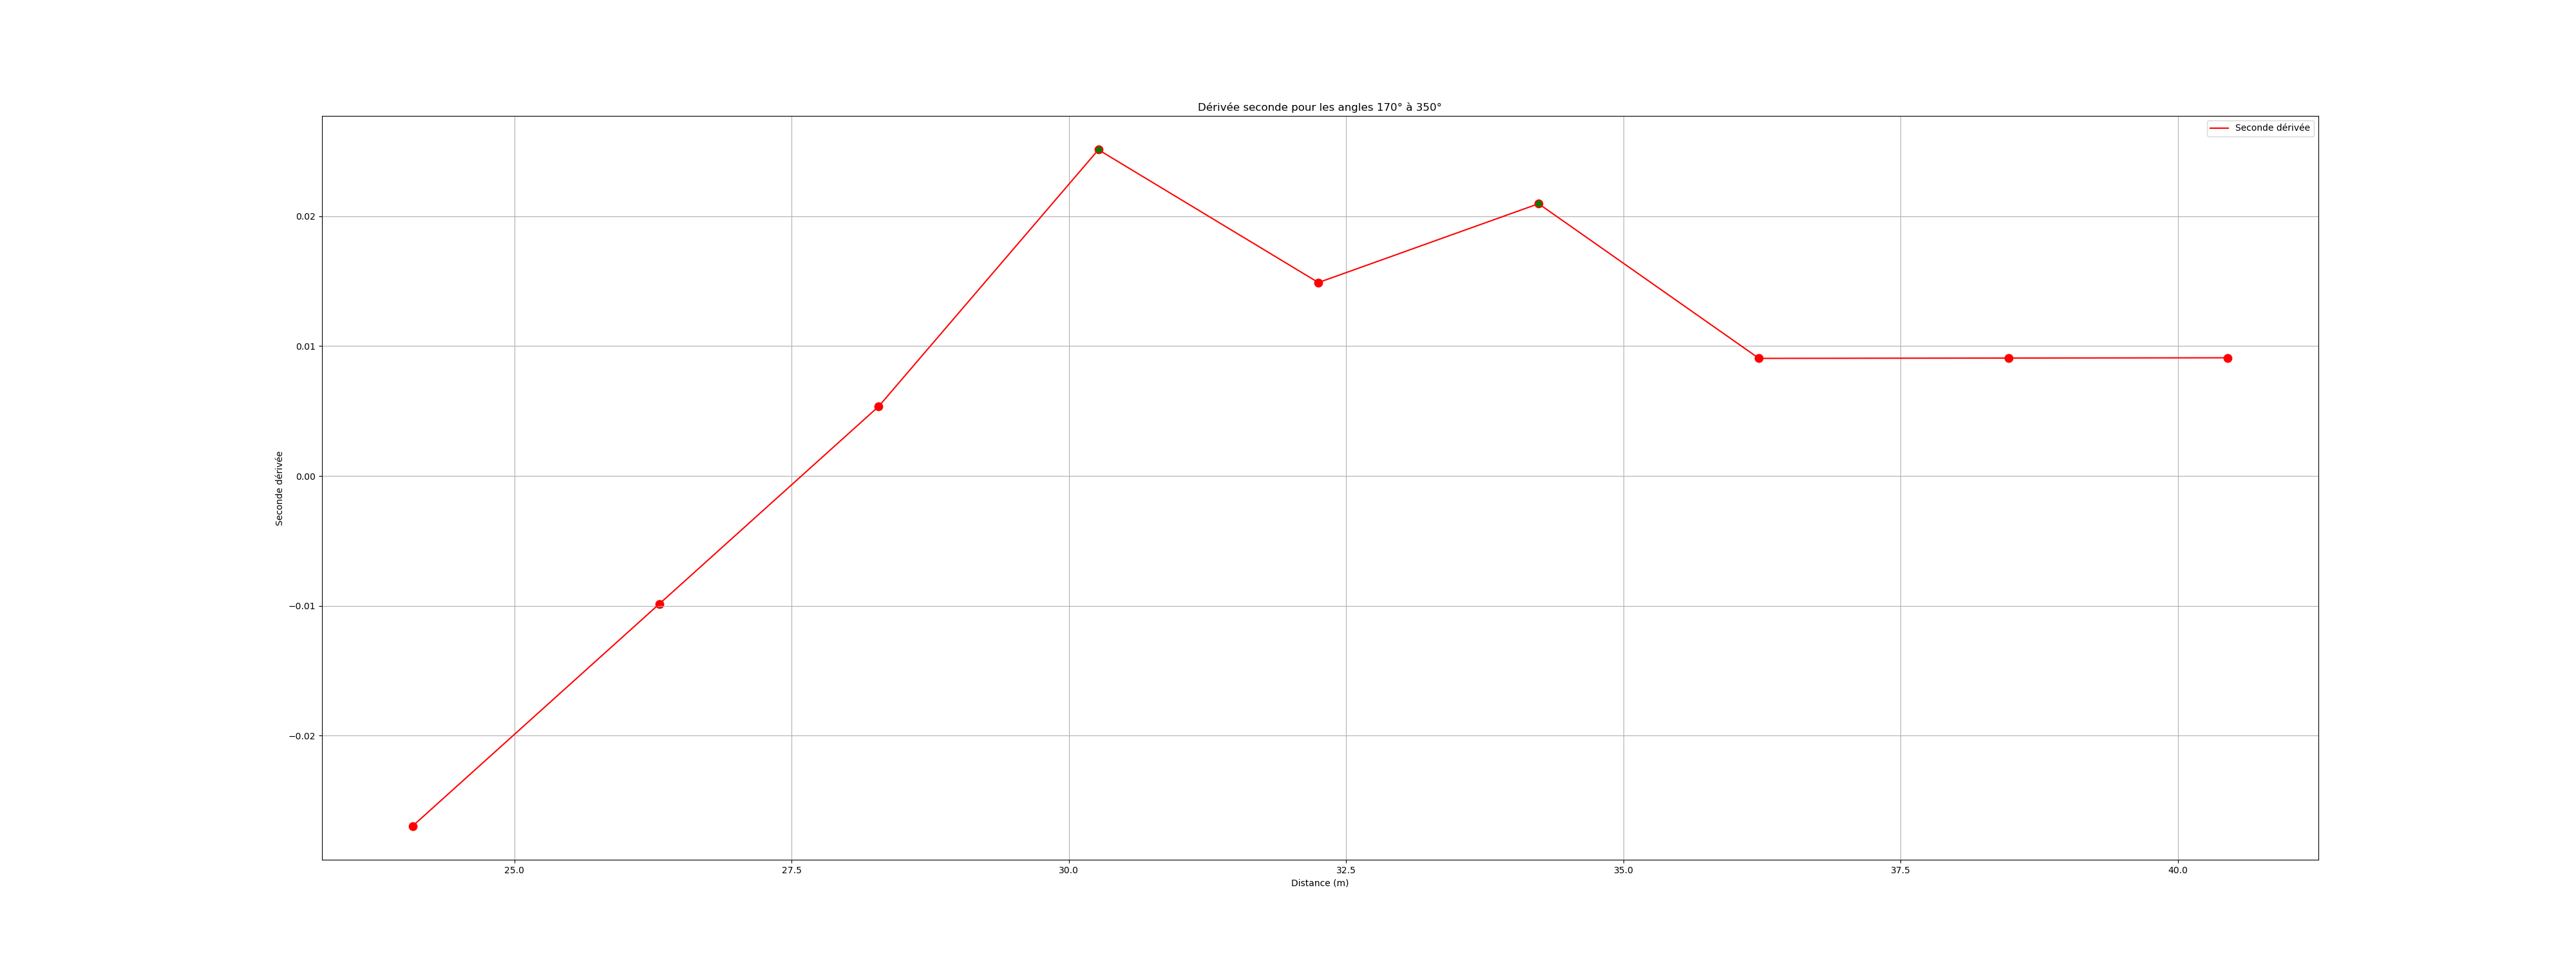 Dérivée seconde pour les angles 170° à 350°
Seconde dérivée
0.02
0.01
0.00
−0.01
−0.02
Seconde dérivée
25.0 27.5 30.0 32.5 35.0 37.5 40.0
Distance (m)